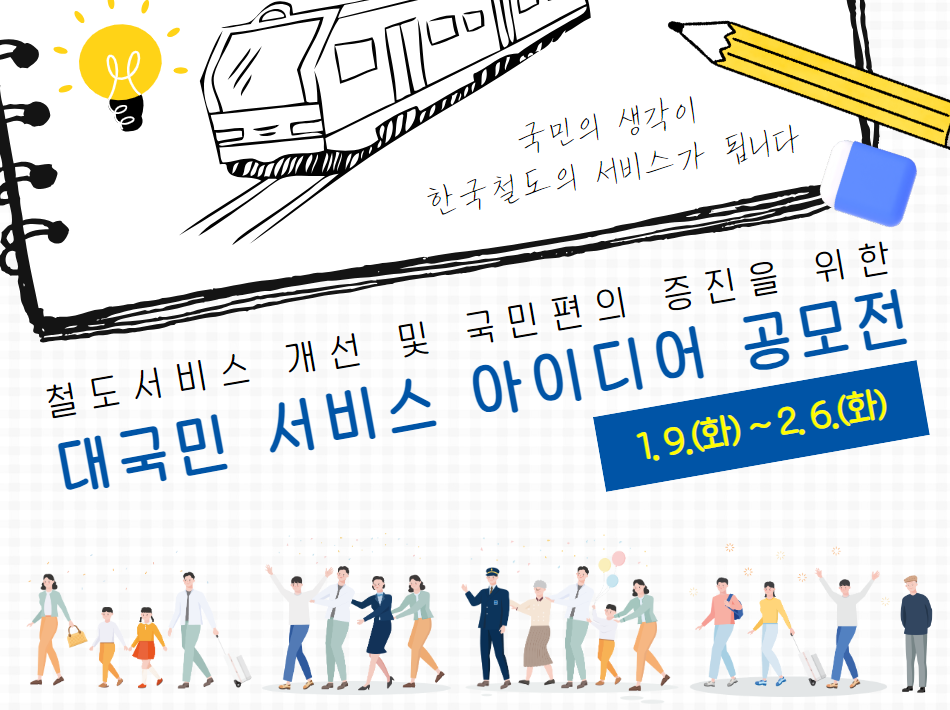 국민의 생각이
한국철도의 서비스가 됩니다
철도서비스 개선 및 국민편의 증진을 위한
대국민 서비스 아이디어 공모전
1. 9.(화) ~ 2. 6.(화)